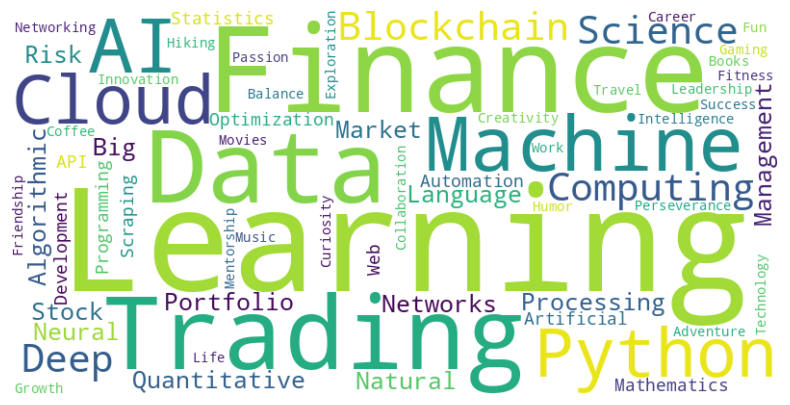 Networking
AI
Statistics
Finance
Exploration
Blockchain
Science
Career
Fun
Risk
Hiking
Passion
Gaming
Books
Innovation
Fitness
Cloud
Balance
Travel
Leadership
Success
Coffee
Optimization
Market
Creativity
Intelligence
Management
Algorithmic
API
Big
Movies
Data
Machine
Work
Automation
Language
Computing
Friendship
Development
Programming
Scraping
Learning
Mentorship
Music
Curiosity
Web
Collaboration
Humor
Perseverance
Technology
Stock
Trading
Portfolio
Networks
Processing
Artificial
Neural
Python
Adventure
Deep
Life
Growth
Quantitative
Natural
Mathematics